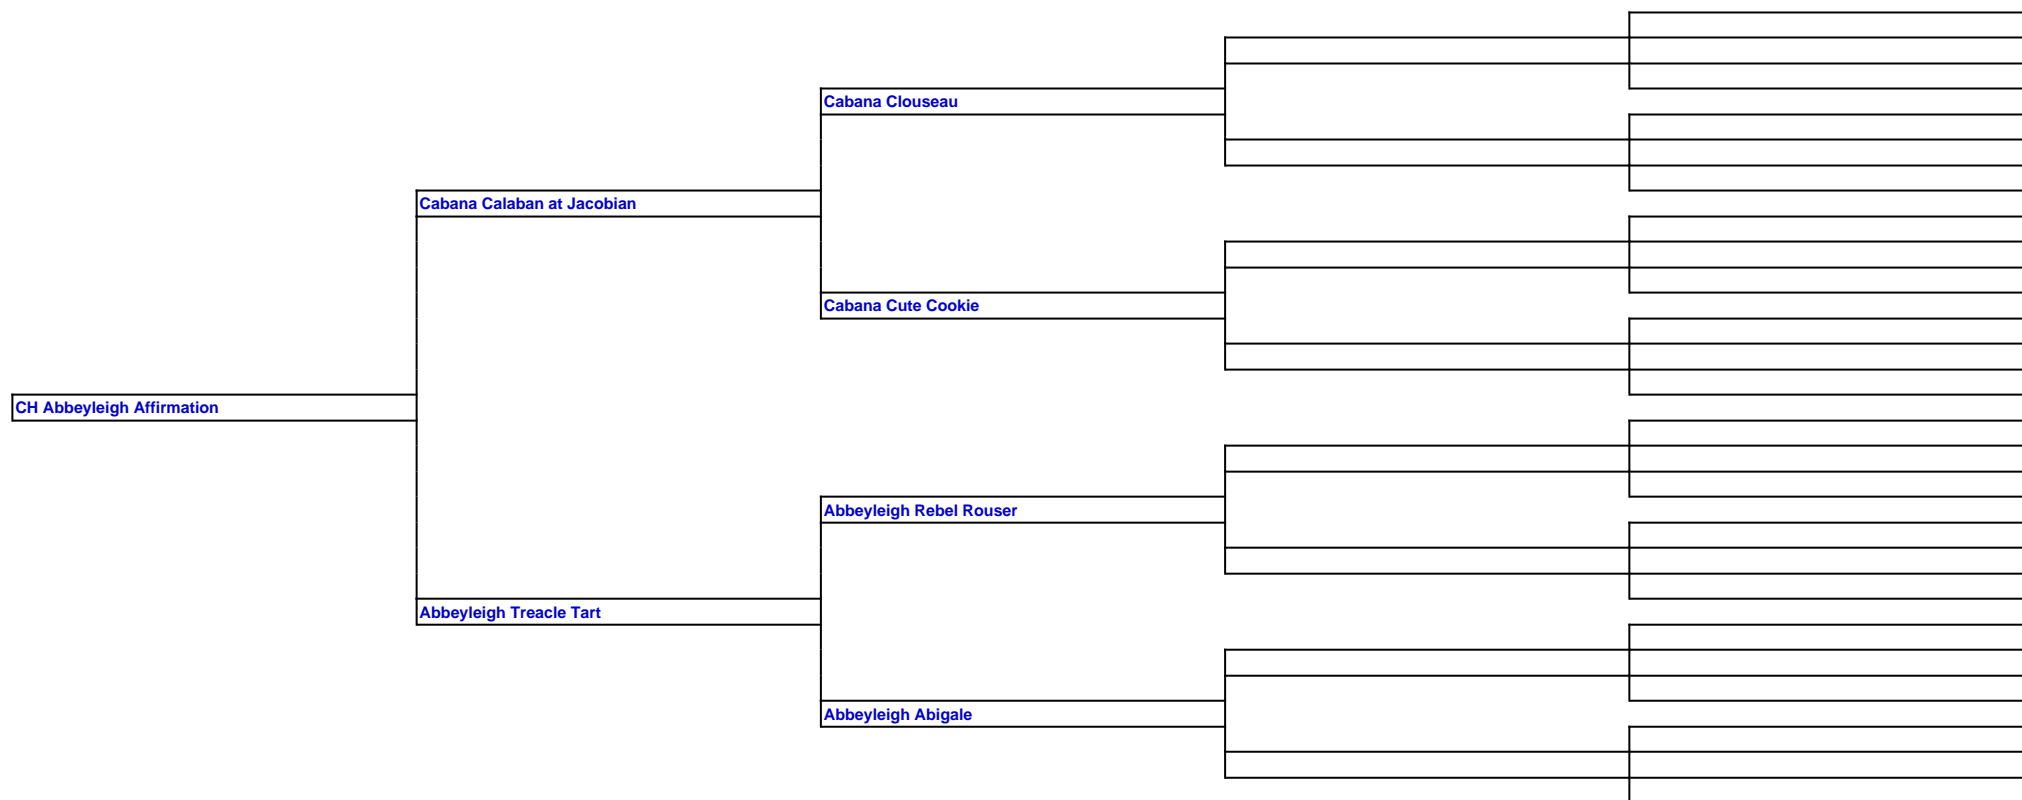 Cabana Clouseau
Cabana Calaban at Jacobian
Cabana Cute Cookie
CH Abbeyleigh Affirmation
Abbeyleigh Rebel Rouser
Abbeyleigh Treacle Tart
Abbeyleigh Abigale